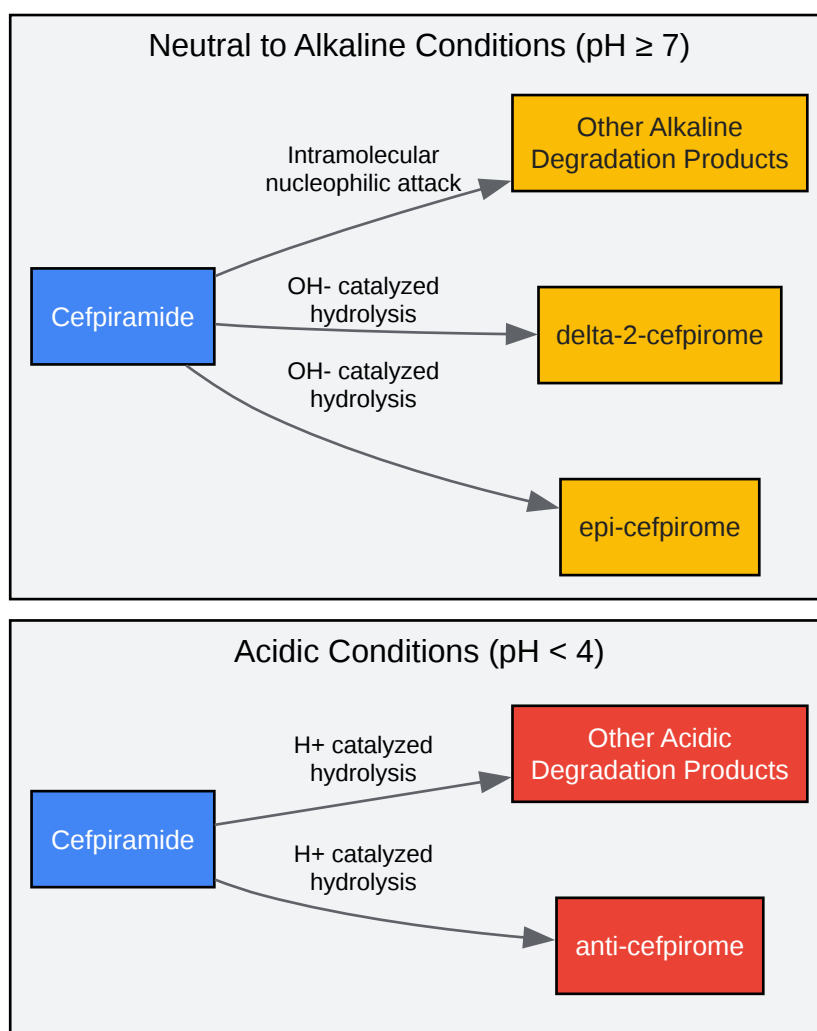 Neutral to Alkaline Conditions (pH ≥ 7)
Other Alkaline
Degradation Products
Intramolecular
nucleophilic attack
Cefpiramide
OH- catalyzed
hydrolysis
delta-2-cefpirome
OH- catalyzed
hydrolysis
epi-cefpirome
Acidic Conditions (pH < 4)
Other Acidic
Degradation Products
H+ catalyzed
hydrolysis
Cefpiramide
H+ catalyzed
hydrolysis
anti-cefpirome